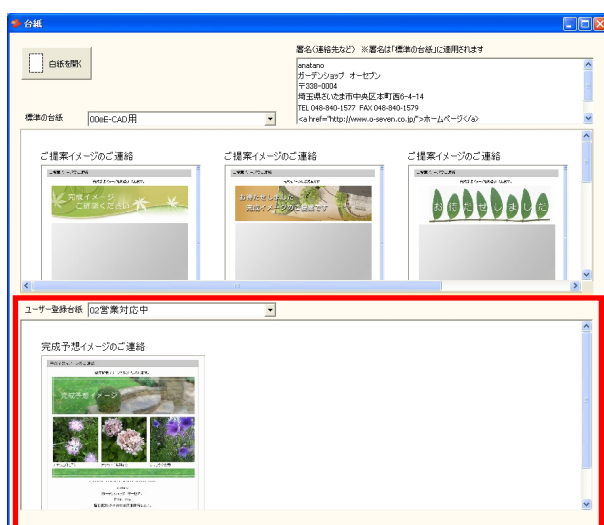 台紙
白紙を開く
署名(連絡先など) ※署名は「標準の台紙」に適用されます
anatano
ガーデンショップ オーセブン
〒338-0004
埼玉県さいたま市中央区本町西6-4-14
TEL 048-840-1577 FAX 048-840-1579
<a href="http://www.o-seven.co.jp/">ホームページ</a>
標準の台紙
00eE-CAD用
ご提案イメージのご連絡
ご提案イメージのご連絡
ご提案イメージのご連絡
完成イメージ
ご確認ください
お待たせしました
完成イメージのご提案です
お待たせしました
ユーザー登録台紙
02営業対応中
完成予想イメージのご連絡
完成予想イメージ